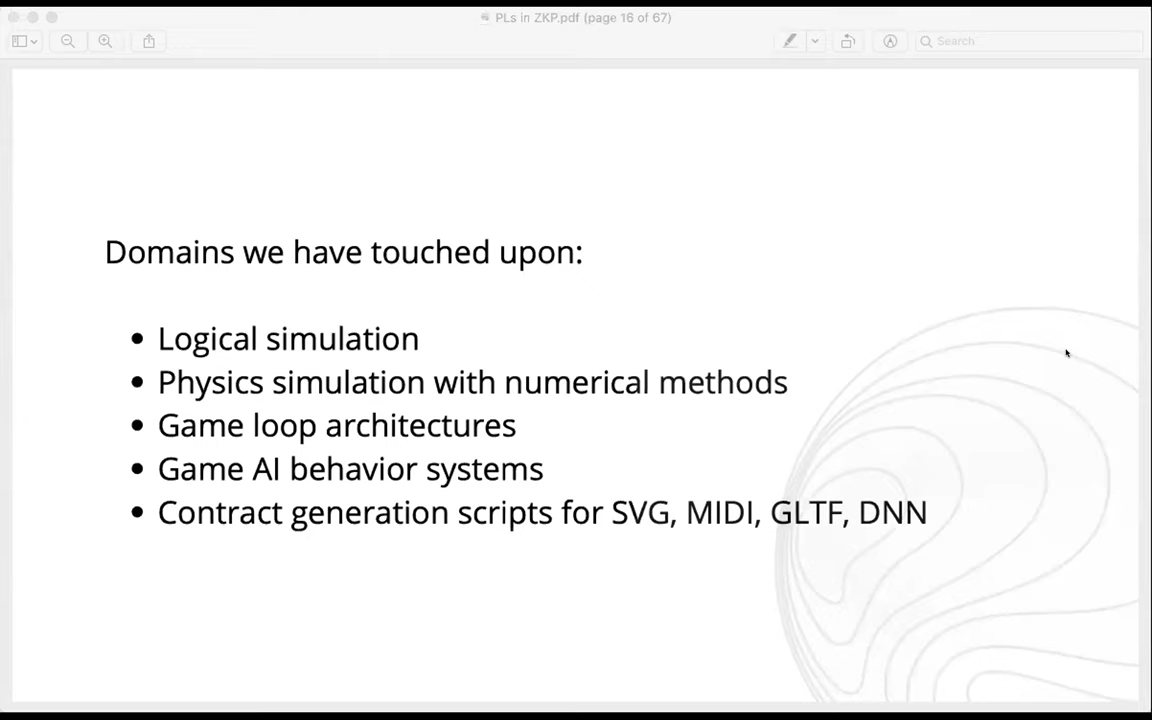 PLs in ZKP.pdf (page 16 of 67)
Search
Domains we have touched upon:
• Logical simulation
• Physics simulation with numerical methods
• Game loop architectures
• Game AI behavior systems
• Contract generation scripts for SVG, MIDI, GLTF, DNN